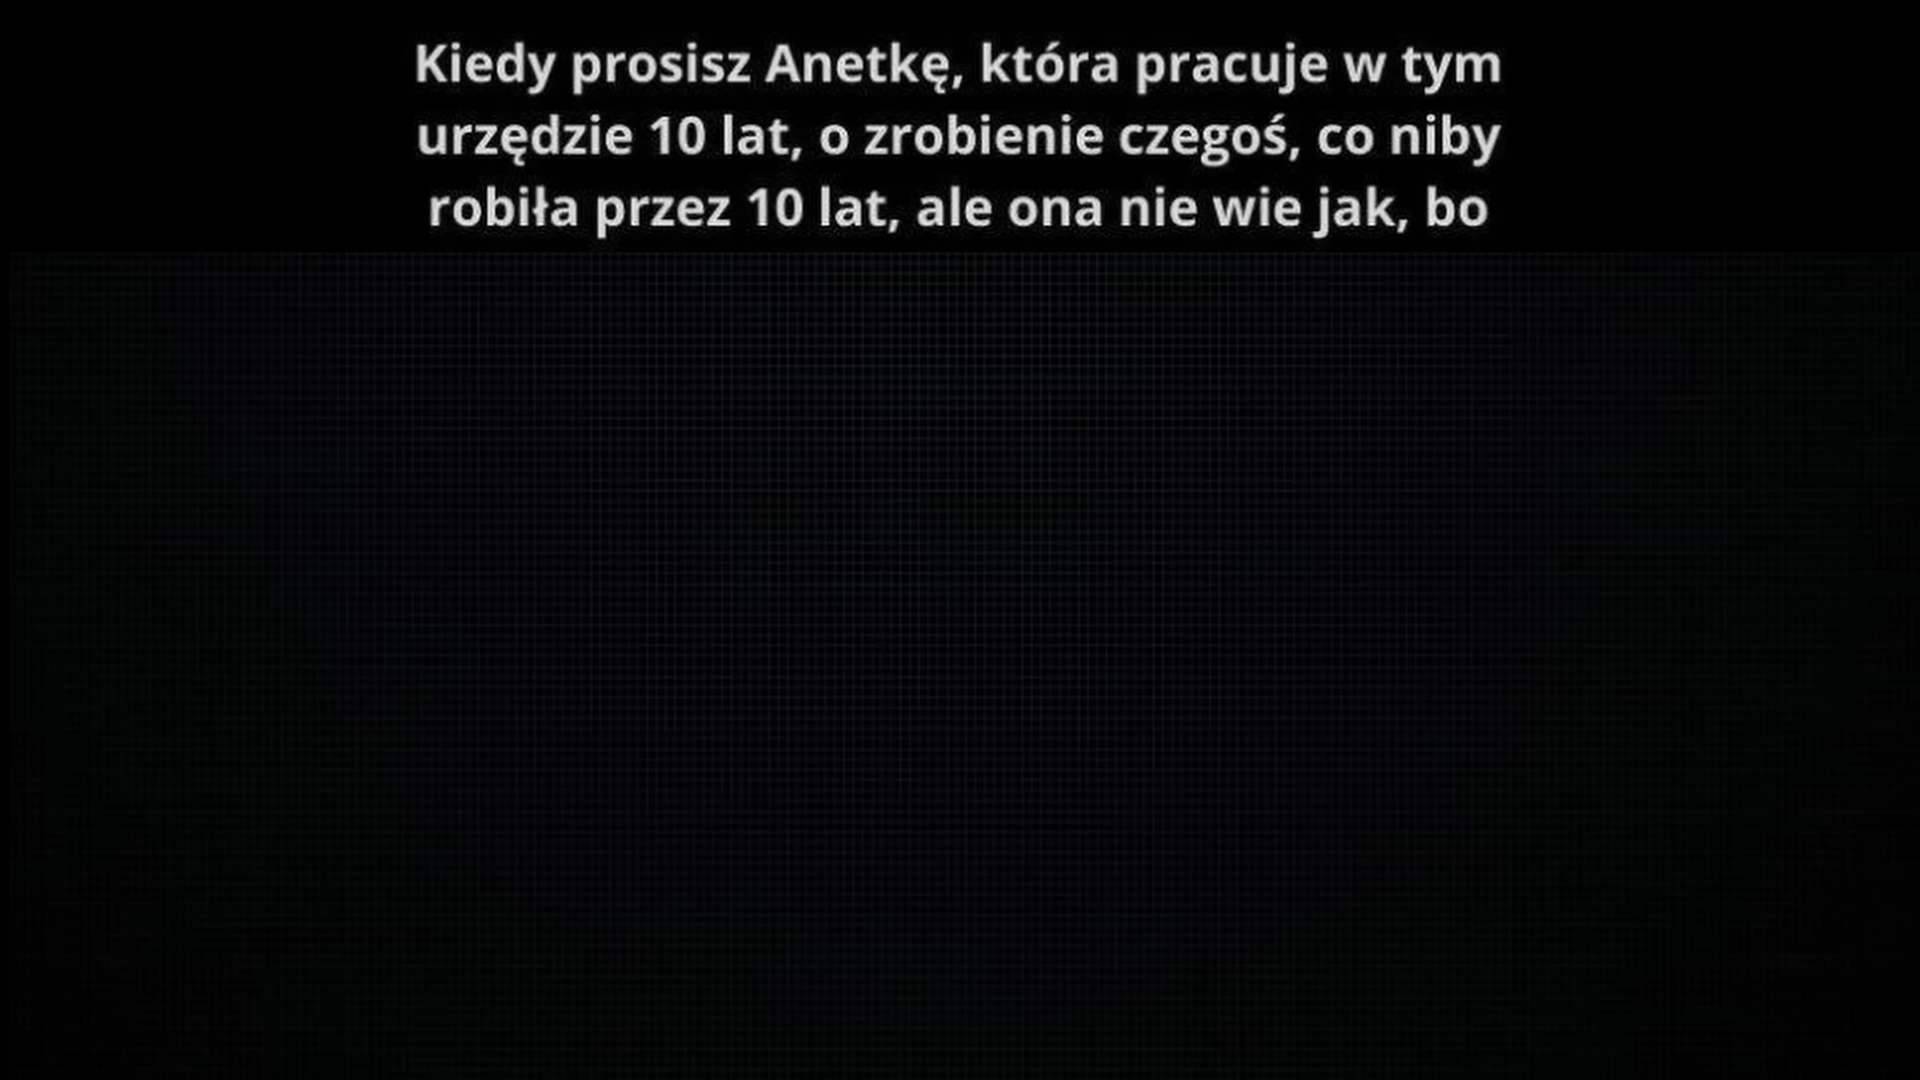 Kiedy prosisz Anetkę, która pracuje w tym
urzędzie 10 lat, o zrobienie czegoś, co niby
robiła przez 10 lat, ale ona nie wie jak, bo